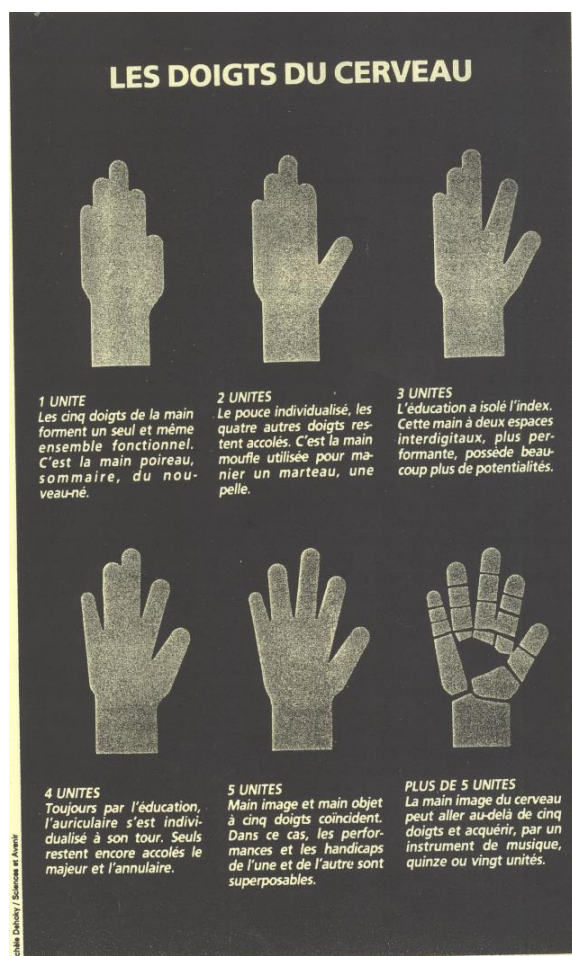 LES DOIGTS DU CERVEAU
1 UNITE
Les cinq doigts de la main
forment un seul et même
ensemble fonctionnel.
C'est la main poireau,
sommaire, du nou-
veau-né.
2 UNITES
Le pouce individualisé, les
quatre autres doigts res-
tent accolés. C'est la main
moufle utilisée pour ma-
nier un marteau, une
pelle.
3 UNITES
L'éducation a isolé l'index.
Cette main à deux espaces
interdigitaux, plus per-
formante, possède beau-
coup plus de potentialités.
4 UNITES
Toujours par l'éducation,
l'auriculaire s'est indivi-
dualisé à son tour. Seuls
restent encore accolés le
majeur et l'annulaire.
5 UNITES
Main image et main objet
à cinq doigts coïncident.
Dans ce cas, les perfor-
mances et les handicaps
de l'une et de l'autre sont
superposables.
PLUS DE 5 UNITES
La main image du cerveau
peut aller au-delà de cinq
doigts et acquérir, par un
instrument de musique,
quinze ou vingt unités.
Dehoky / Sciences et Avenir